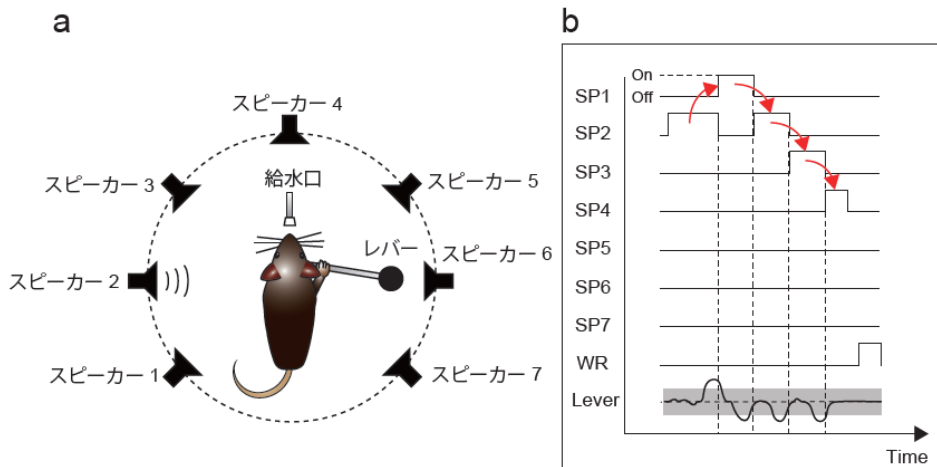 a
スピーカー 4
スピーカー 3
給水口
スピーカー 5
レバー
スピーカー 6
スピーカー 2
スピーカー 1
スピーカー 7
b
On
SP1
Off
SP2
SP3
SP4
SP5
SP6
SP7
WR
Lever
Time